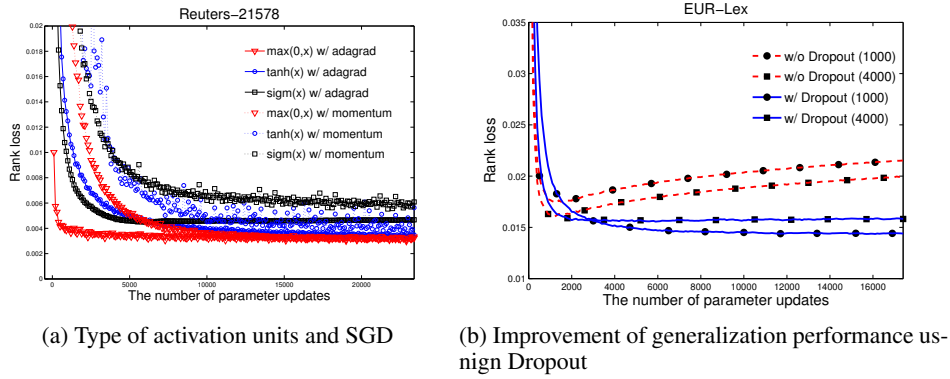 Reuters-21578
0.02
0.018
0.016
0.014
0.012
0.01
0.008
0.006
0.004
0.002
0
Rank loss
max(0,x) w/ adagrad
tanh(x) w/ adagrad
sigm(x) w/ adagrad
max(0,x) w/ momentum
tanh(x) w/ momentum
sigm(x) w/ momentum
0 5000 10000 15000 20000
The number of parameter updates
(a) Type of activation units and SGD
EUR-Lex
0.035
0.03
0.025
0.02
0.015
0.01
Rank loss
w/o Dropout (1000)
w/o Dropout (4000)
w/ Dropout (1000)
w/ Dropout (4000)
0 2000 4000 6000 8000 10000 12000 14000 16000
The number of parameter updates
(b) Improvement of generalization performance us-
nign Dropout